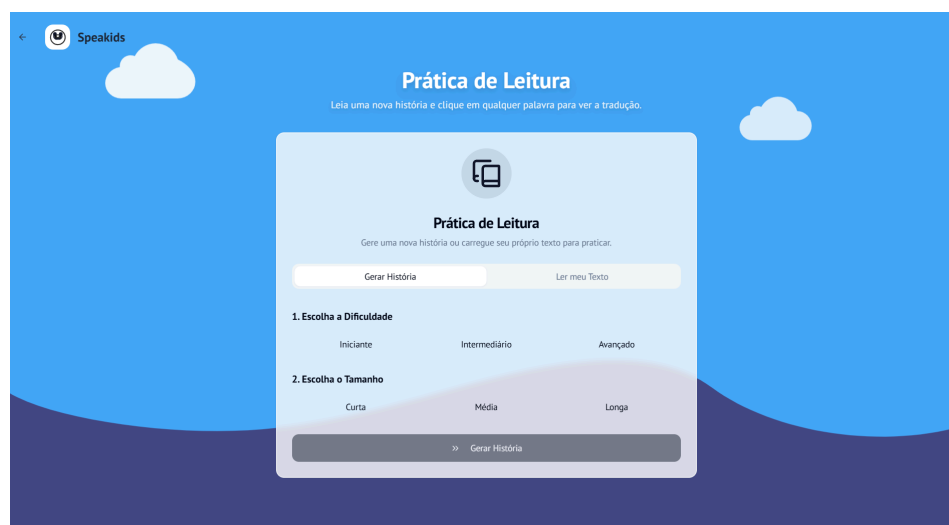 Speakids
Prática de Leitura
Leia uma nova história e clique em qualquer palavra para ver a tradução.
Prática de Leitura
Gere uma nova história ou carregue seu próprio texto para praticar.
Gerar História
Ler meu Texto
1. Escolha a Dificuldade
Iniciante
Intermediário
Avançado
2. Escolha o Tamanho
Curta
Média
Longa
Gerar História